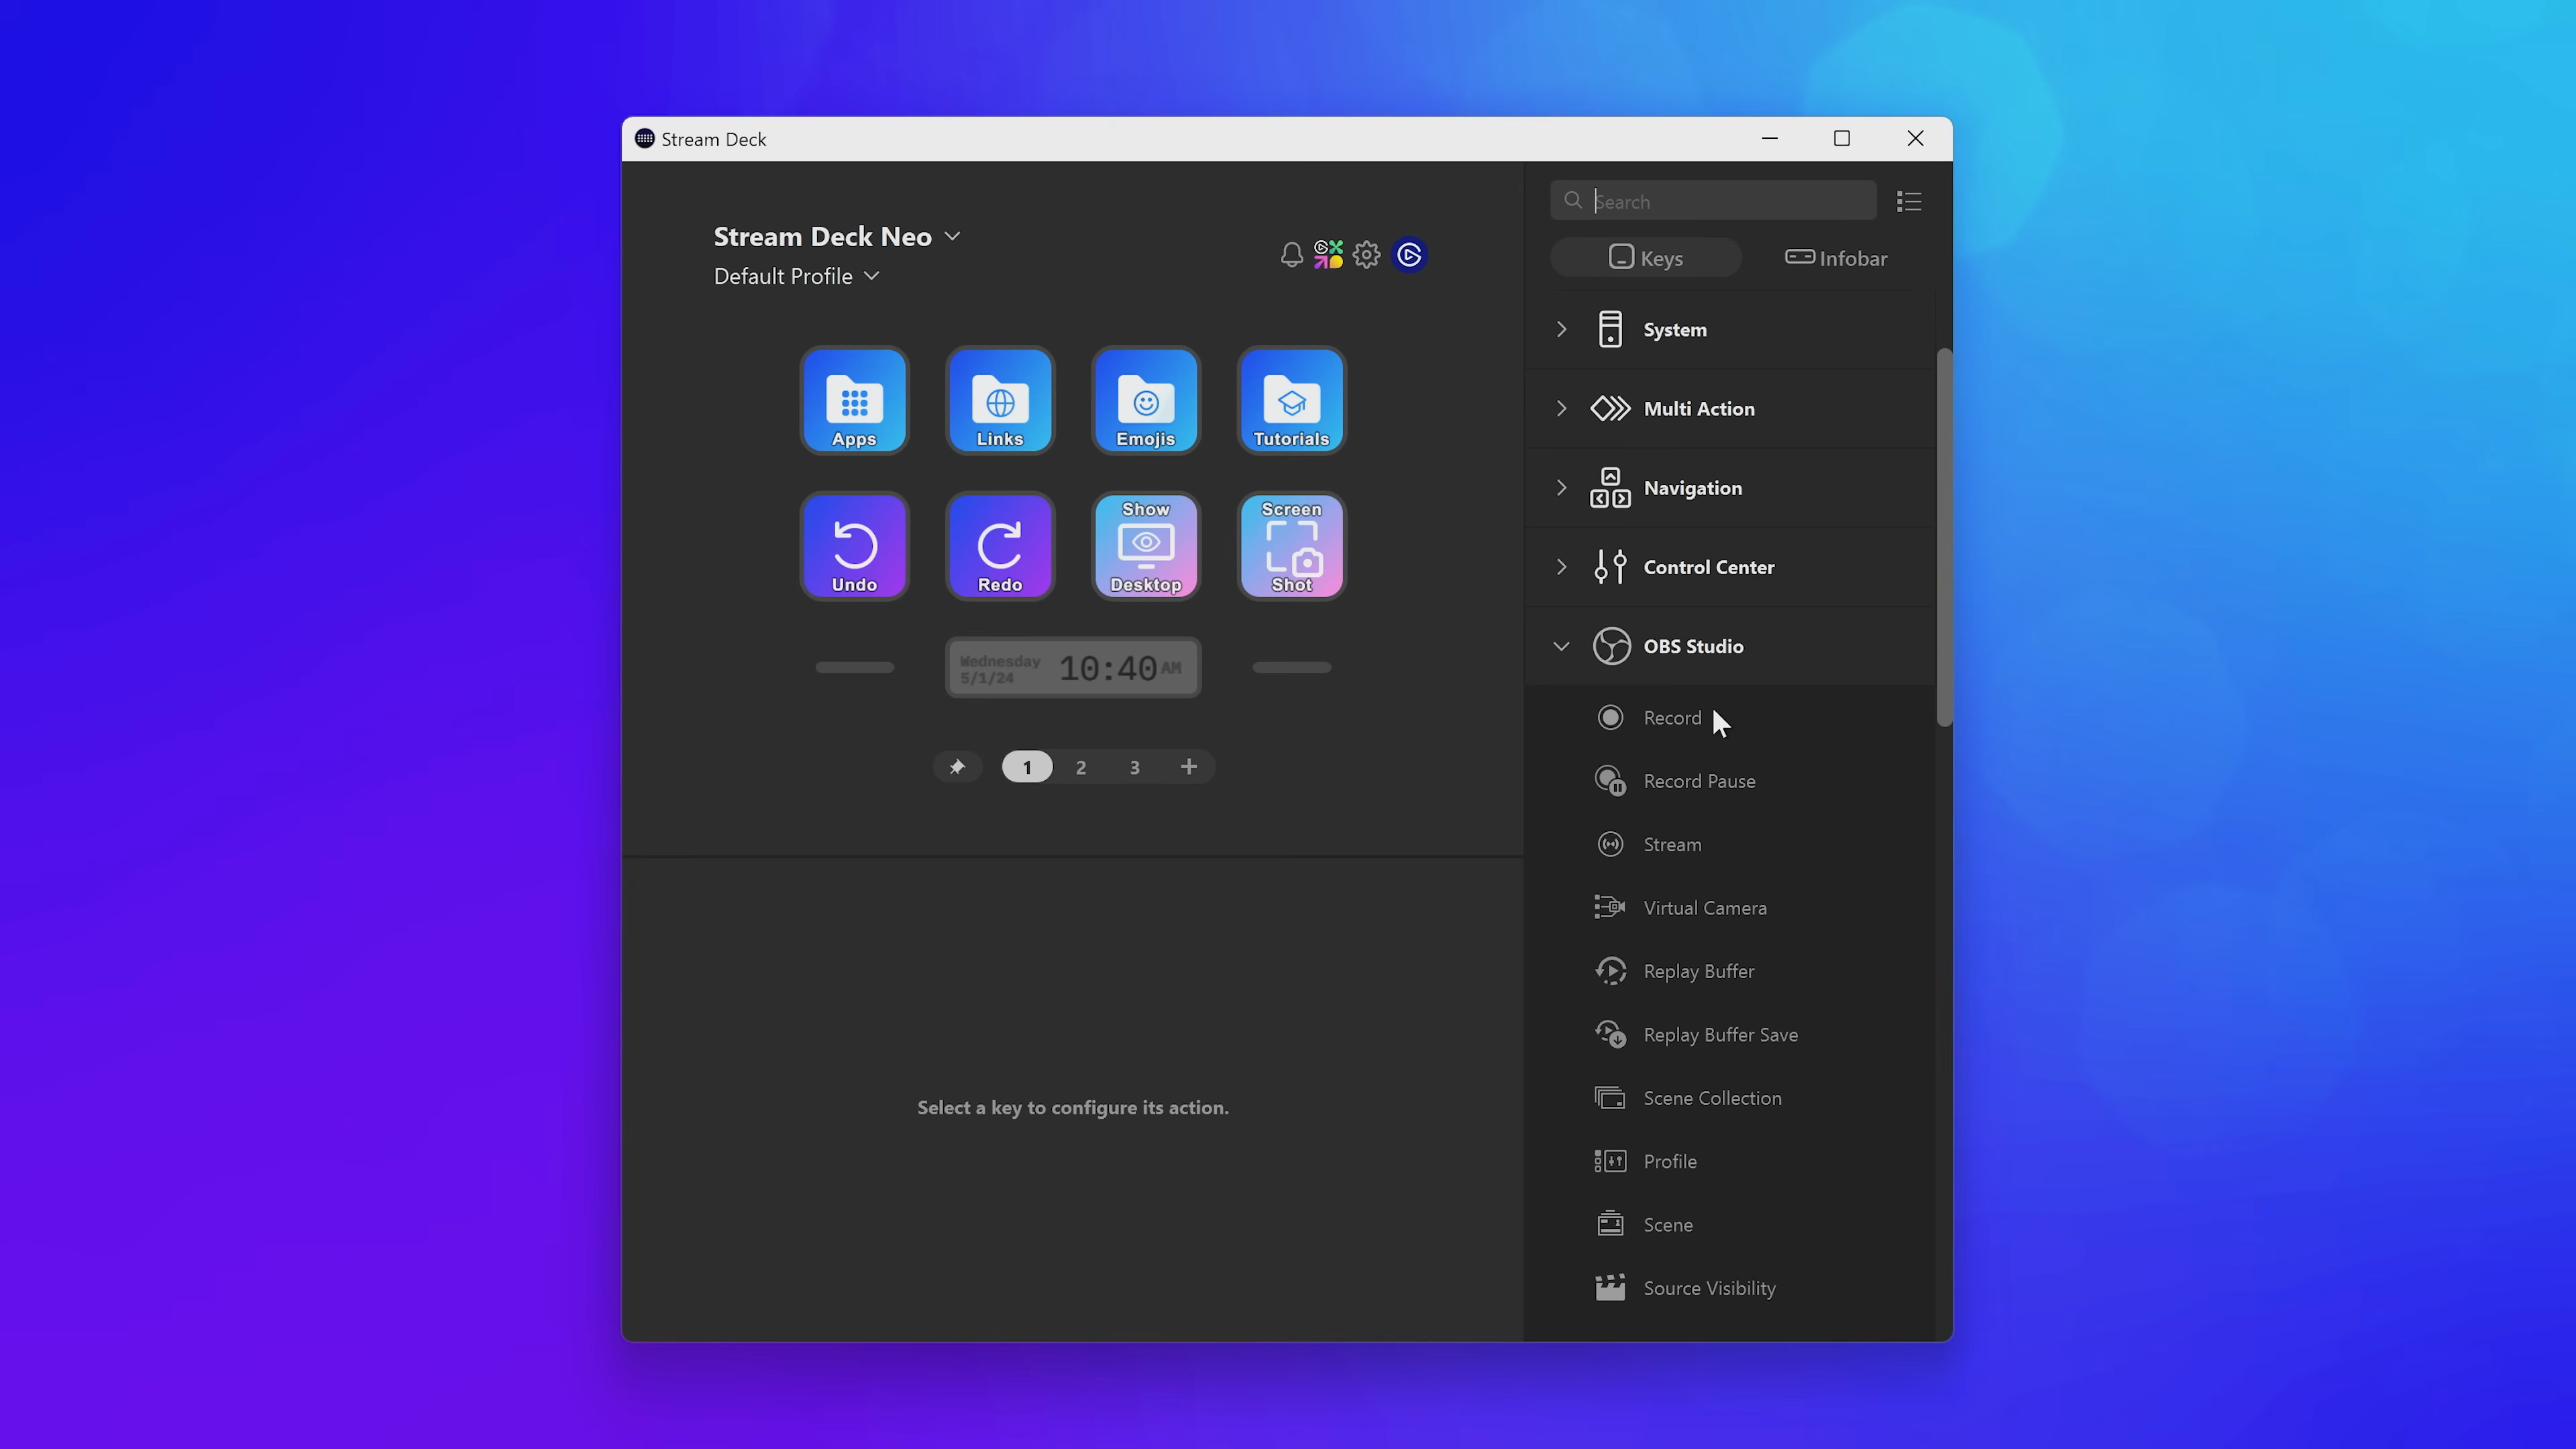 Stream Deck
Stream Deck Neo
Default Profile
Apps
Links
Emojis
Tutorials
Undo
Redo
Show
Desktop
Screen
Shot
Wednesday
5/1/24
10:40 AM
1
2
3
Select a key to configure its action.
Search
Keys
Infobar
System
Multi Action
Navigation
Control Center
OBS Studio
Record
Record Pause
Stream
Virtual Camera
Replay Buffer
Replay Buffer Save
Scene Collection
Profile
Scene
Source Visibility